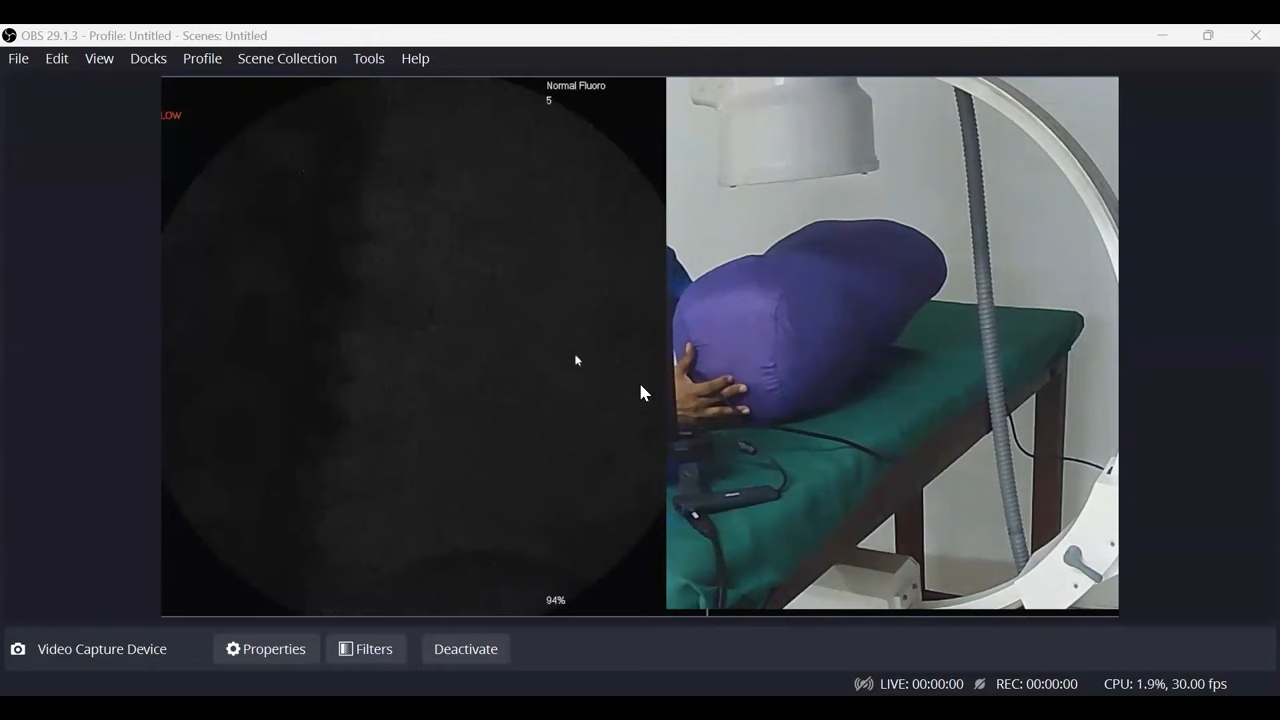 OBS 29.1.3 - Profile: Untitled - Scenes: Untitled
File Edit View Docks Profile Scene Collection Tools Help
Normal Fluoro
5
LOW
94%
Video Capture Device Properties Filters Deactivate
LIVE: 00:00:00 REC: 00:00:00 CPU: 1.9%, 30.00 fps